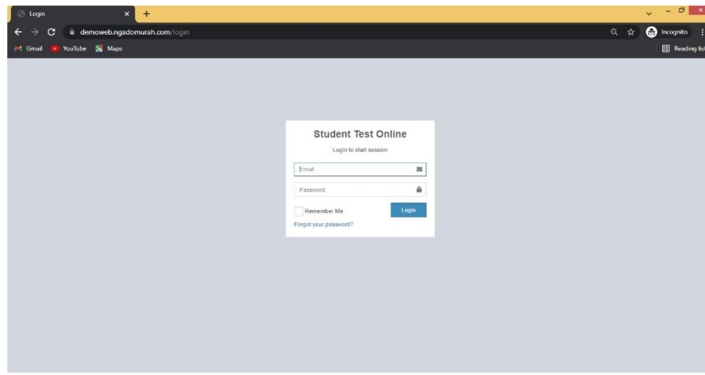 Login
demoweb.ngadomurah.com/login
Incognito
Gmail YouTube Maps Reading list
Student Test Online
Login to start session
Email
Password
Remember Me Login
Forgot your password?